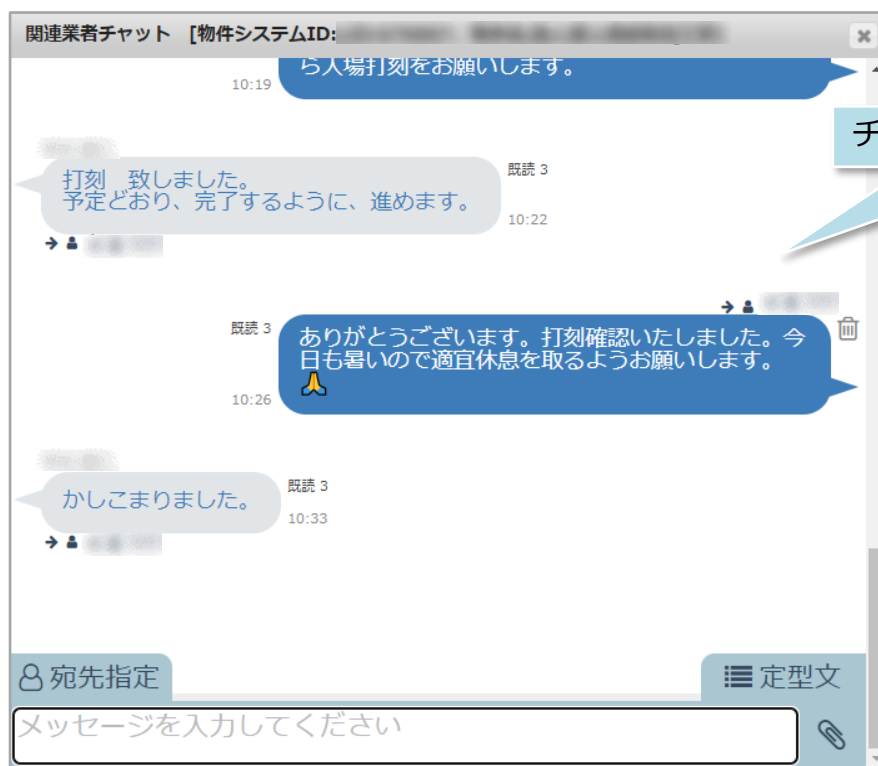 関連業者チャット [物件システムID:
ら入場打刻をお願いします。
10:19
チ
打刻　致しました。
予定どおり、完了するように、進めます。
既読 3
10:22
既読 3
ありがとうございます。打刻確認いたしました。今
日も暑いので適宜休息を取るようお願いします。
🙏
10:26
かしこまりました。
既読 3
10:33
宛先指定
定型文
メッセージを入力してください